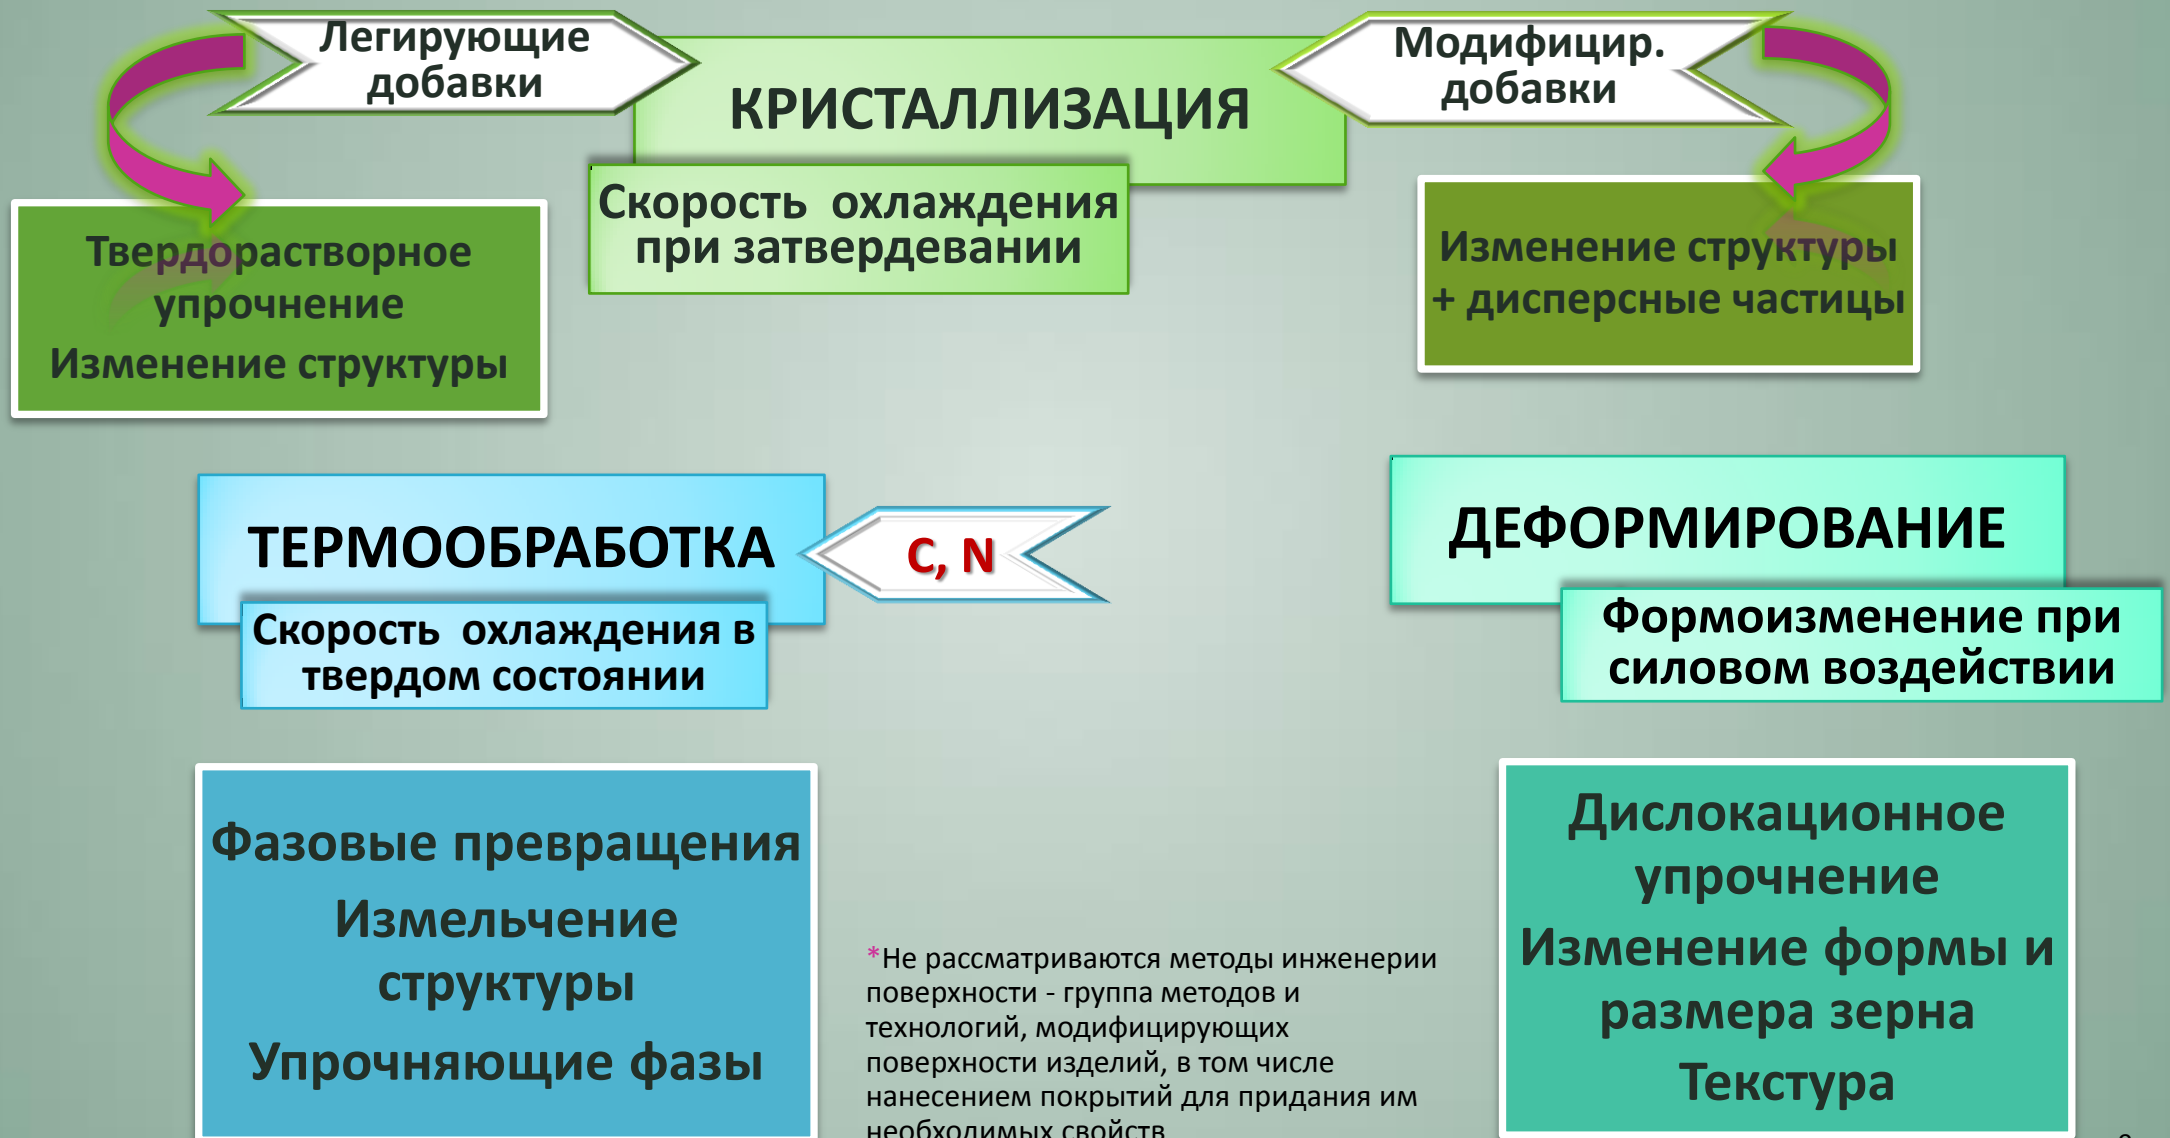 Легирующие
добавки
КРИСТАЛЛИЗАЦИЯ
Модифицир.
добавки
Скорость охлаждения
при затвердевании
Твердорастворное
упрочнение
Изменение структуры
Изменение структуры
+ дисперсные частицы
ТЕРМООБРАБОТКА
C, N
Скорость охлаждения в
твердом состоянии
ДЕФОРМИРОВАНИЕ
Формоизменение при
силовом воздействии
Фазовые превращения
Измельчение
структуры
Упрочняющие фазы
*Не рассматриваются методы инженерии
поверхности - группа методов и
технологий, модифицирующих
поверхности изделий, в том числе
нанесением покрытий для придания им
необходимых свойств
Дислокационное
упрочнение
Изменение формы и
размера зерна
Текстура